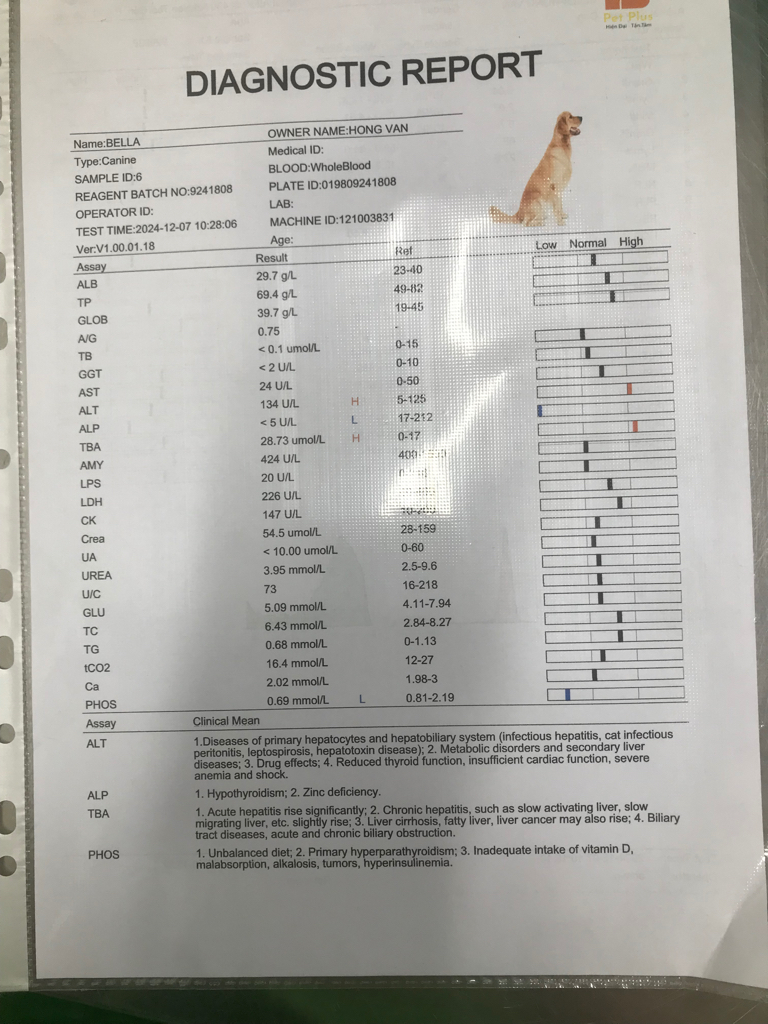 Pet Plus
Hiện Đại Tận Tâm
DIAGNOSTIC REPORT
Name:BELLA OWNER NAME:HONG VAN
Type:Canine Medical ID:
SAMPLE ID:6 BLOOD:WholeBlood
REAGENT BATCH NO:9241808 PLATE ID:019809241808
OPERATOR ID: LAB:
TEST TIME:2024-12-07 10:28:06 MACHINE ID:121003831
Ver:V1.00.01.18 Age:
Assay Result Ref Low Normal High
ALB 29.7 g/L 23-40
TP 69.4 g/L 49-82
GLOB 39.7 g/L 19-45
A/G 0.75 -
TB < 0.1 umol/L 0-15
GGT < 2 U/L 0-10
AST 24 U/L 0-50
ALT 134 U/L H 5-125
ALP < 5 U/L L 17-212
TBA 28.73 umol/L H 0-17
AMY 424 U/L
LPS 20 U/L
LDH 226 U/L
CK 147 U/L
Crea 54.5 umol/L 28-159
UA < 10.00 umol/L 0-60
UREA 3.95 mmol/L 2.5-9.6
U/C 73 16-218
GLU 5.09 mmol/L 4.11-7.94
TC 6.43 mmol/L 2.84-8.27
TG 0.68 mmol/L 0-1.13
tCO2 16.4 mmol/L 12-27
Ca 2.02 mmol/L 1.98-3
PHOS 0.69 mmol/L L 0.81-2.19
Assay Clinical Mean
ALT 1.Diseases of primary hepatocytes and hepatobiliary system (infectious hepatitis, cat infectious
peritonitis, leptospirosis, hepatotoxin disease); 2. Metabolic disorders and secondary liver
diseases; 3. Drug effects; 4. Reduced thyroid function, insufficient cardiac function, severe
anemia and shock.
ALP 1. Hypothyroidism; 2. Zinc deficiency.
TBA 1. Acute hepatitis rise significantly; 2. Chronic hepatitis, such as slow activating liver, slow
migrating liver, etc. slightly rise; 3. Liver cirrhosis, fatty liver, liver cancer may also rise; 4. Biliary
tract diseases, acute and chronic biliary obstruction.
PHOS 1. Unbalanced diet; 2. Primary hyperparathyroidism; 3. Inadequate intake of vitamin D,
malabsorption, alkalosis, tumors, hyperinsulinemia.